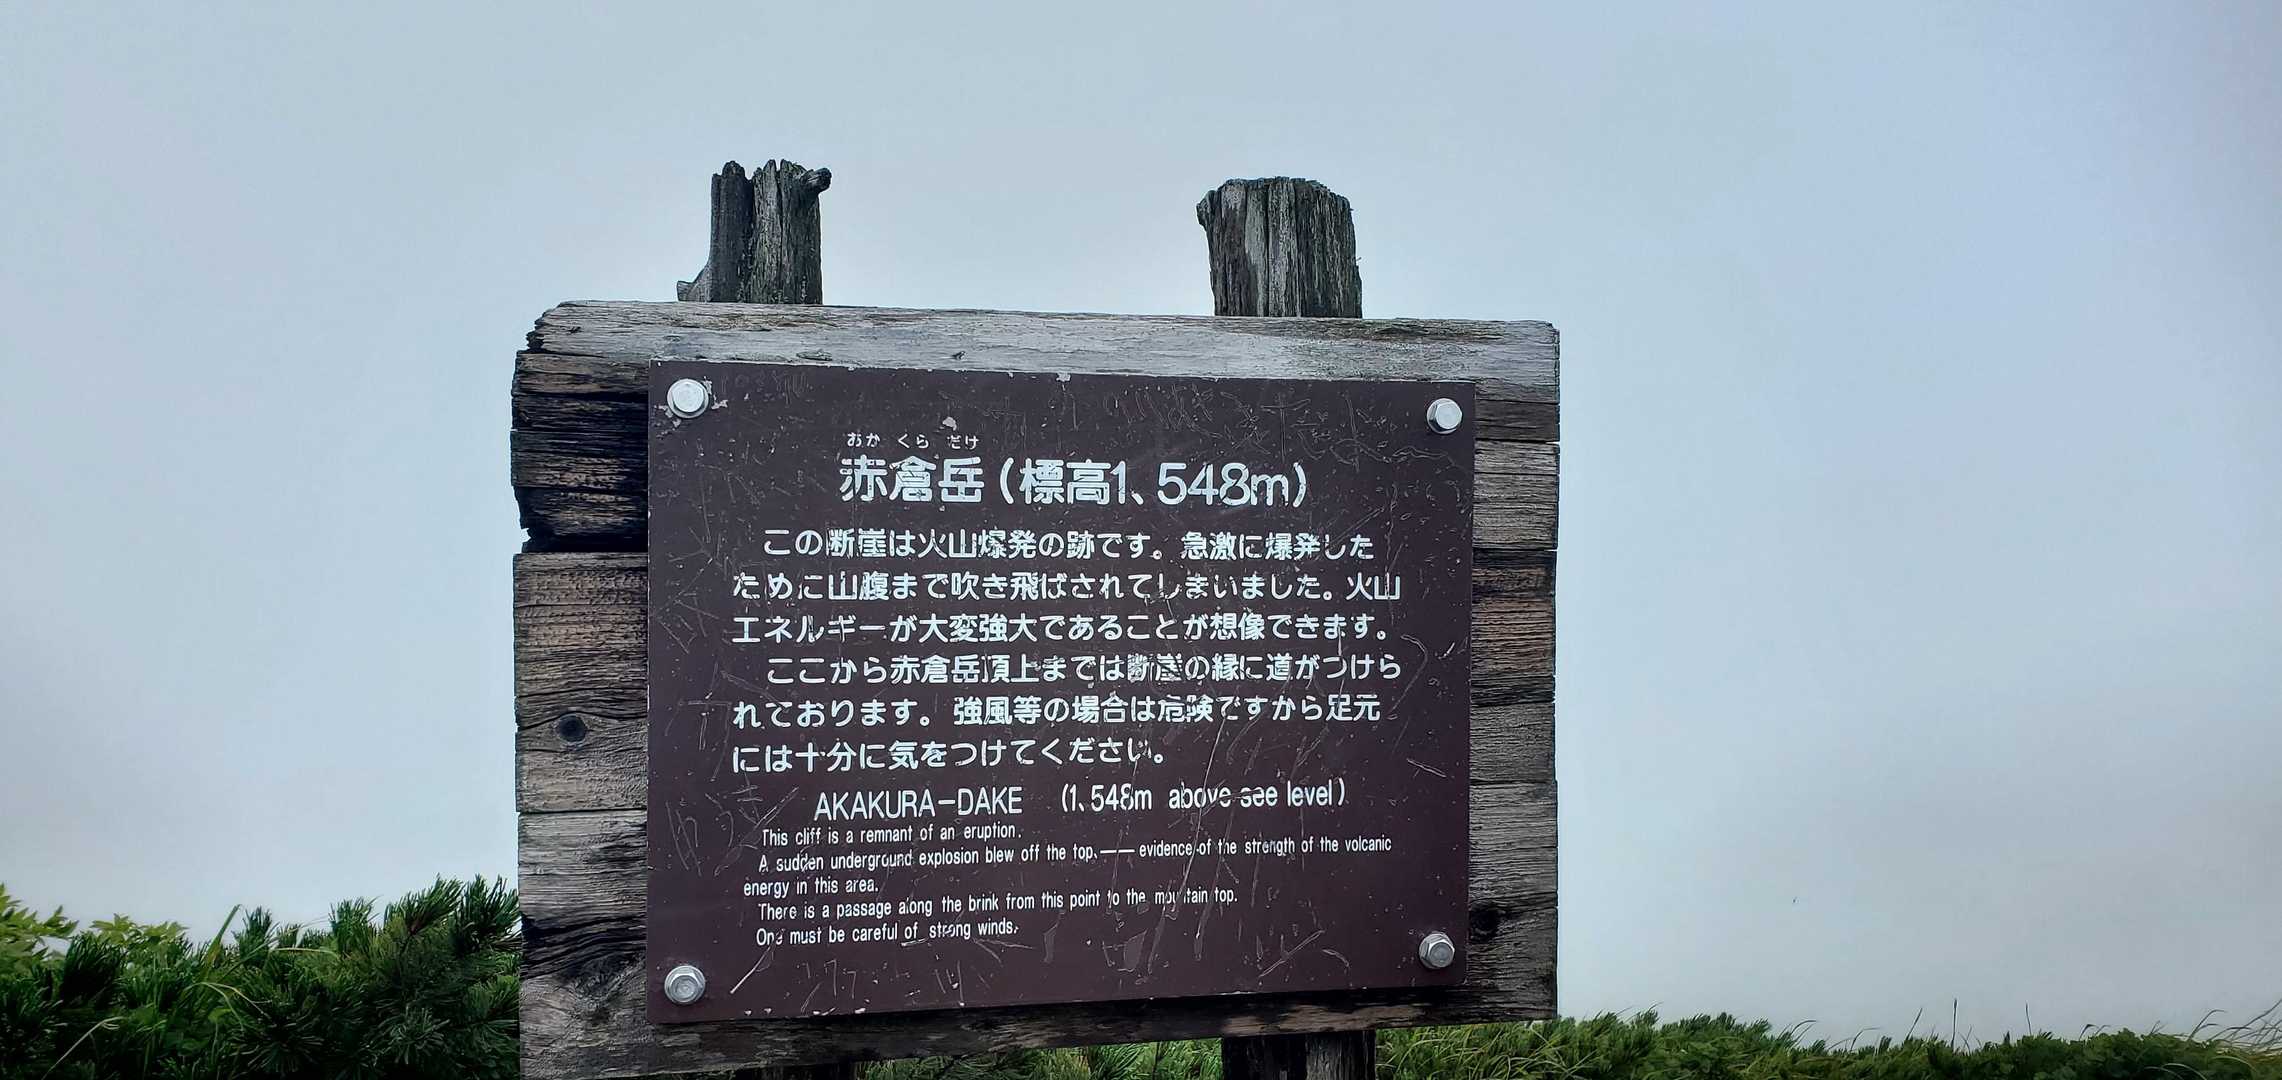 あか くら だけ
赤倉岳(標高1、548m)
この断崖は火山爆発の跡です。急激に爆発した
ために山腹まで吹き飛ばされてしまいました。火山
エネルギーが大変強大であることが想像できます。
ここから赤倉岳頂上までは断崖の縁に道がつけら
れております。強風等の場合は危険ですから足元
には十分に気をつけてください。
AKAKURA-DAKE (1、548m above see level)
This cliff is a remnant of an eruption.
A sudden underground explosion blew off the top、—— evidence of the strength of the volcanic
energy in this area.
There is a passage along the brink from this point to the mountain top.
One must be careful of strong winds.